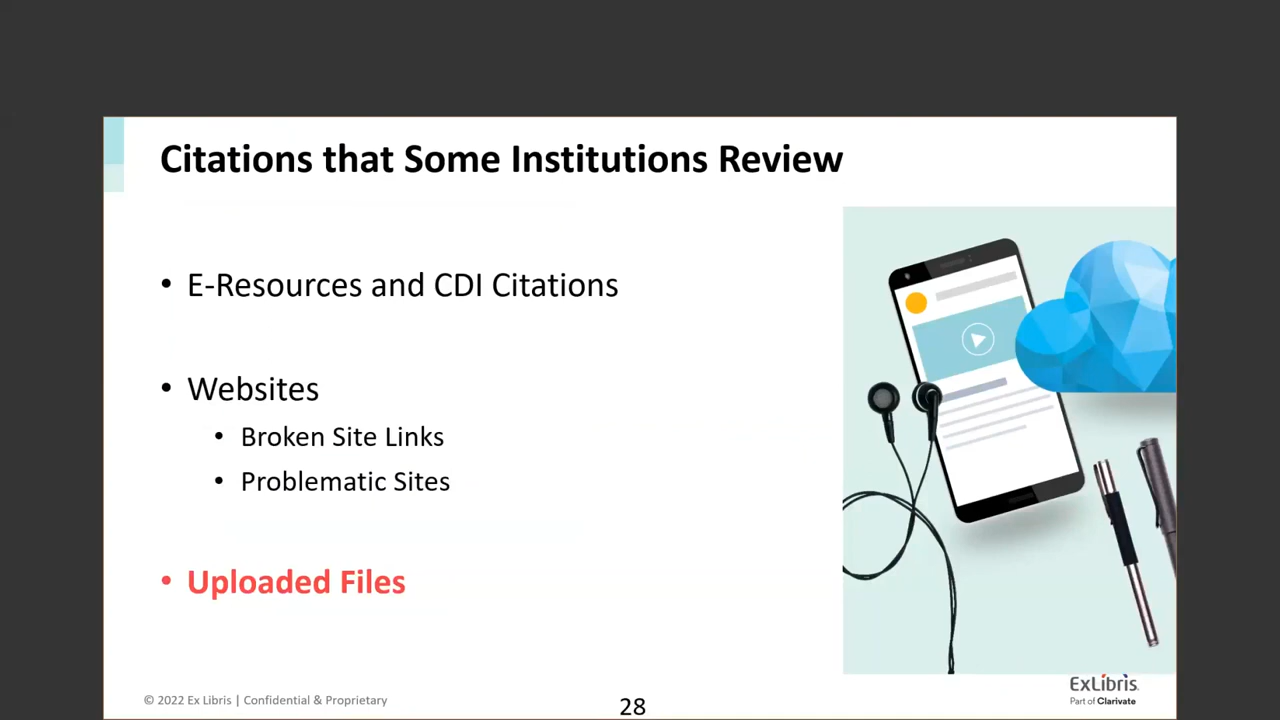 Citations that Some Institutions Review
• E-Resources and CDI Citations
• Websites
• Broken Site Links
• Problematic Sites
• Uploaded Files
© 2022 Ex Libris | Confidential & Proprietary
28
ExLibris
Part of Clarivate